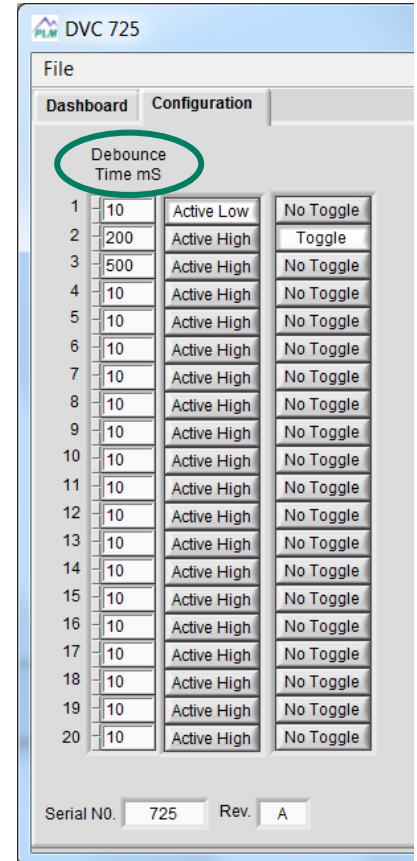 PLM DVC 725
File
Dashboard Configuration
Debounce
Time mS
1 10 Active Low No Toggle
2 200 Active High Toggle
3 500 Active High No Toggle
4 10 Active High No Toggle
5 10 Active High No Toggle
6 10 Active High No Toggle
7 10 Active High No Toggle
8 10 Active High No Toggle
9 10 Active High No Toggle
10 10 Active High No Toggle
11 10 Active High No Toggle
12 10 Active High No Toggle
13 10 Active High No Toggle
14 10 Active High No Toggle
15 10 Active High No Toggle
16 10 Active High No Toggle
17 10 Active High No Toggle
18 10 Active High No Toggle
19 10 Active High No Toggle
20 10 Active High No Toggle
Serial N0. 725 Rev. A